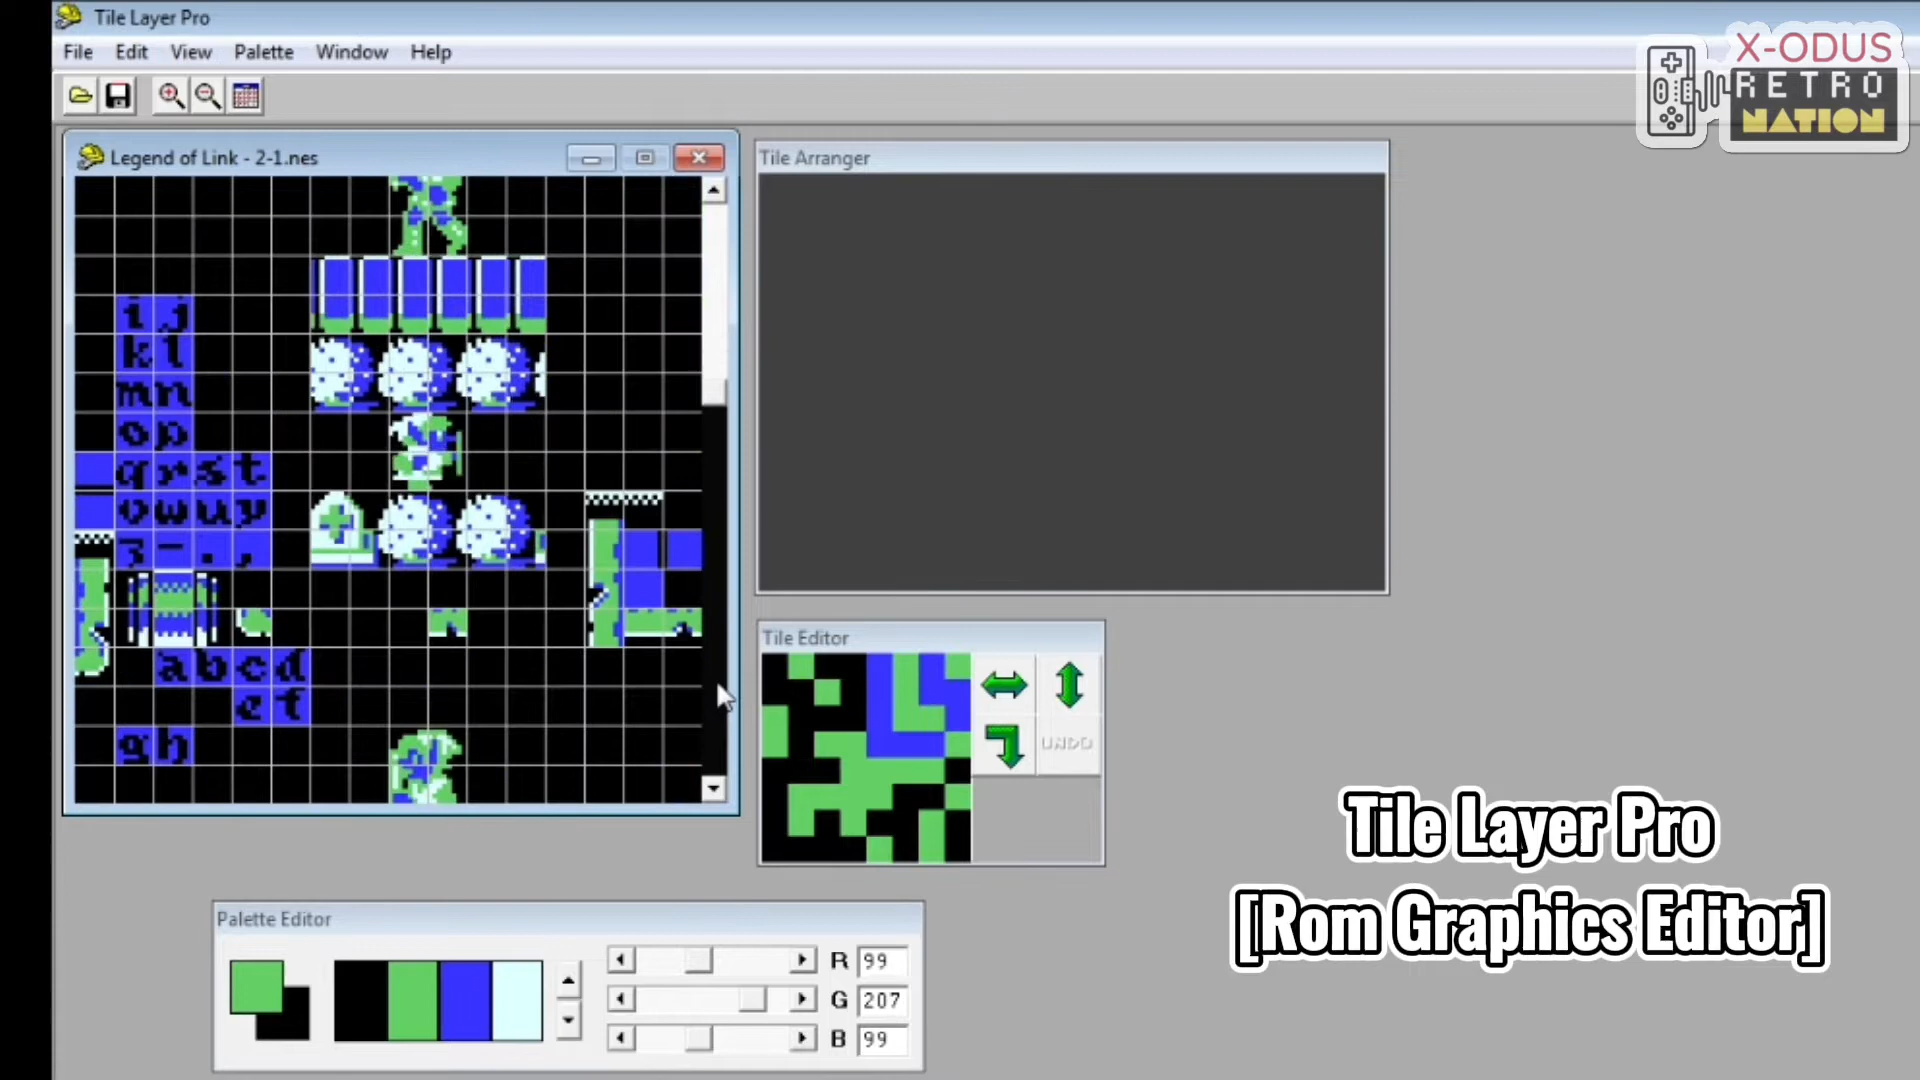 Tile Layer Pro
File Edit View Palette Window Help
X-ODUS
RETRO
NATION
Legend of Link - 2-1.nes
Tile Arranger
i j
k l
m n
o p
q r s t
v w u y
z - . ,
a b c d
e f
g h
Tile Editor
UNDO
Tile Layer Pro
[Rom Graphics Editor]
Palette Editor
R 99
G 207
B 99